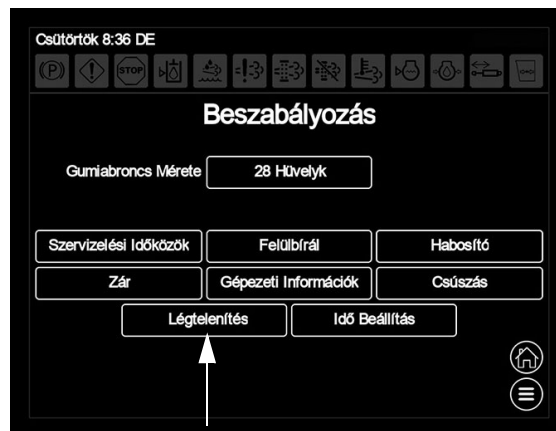 Csütörtök 8:36 DE
(P) STOP
Beszabályozás
Gumiabroncs Mérete 28 Hüvelyk
Szervizelési Időközök Felülbírál Habosító
Zár Gépezeti Információk Csúszás
Légtelenítés Idő Beállítás